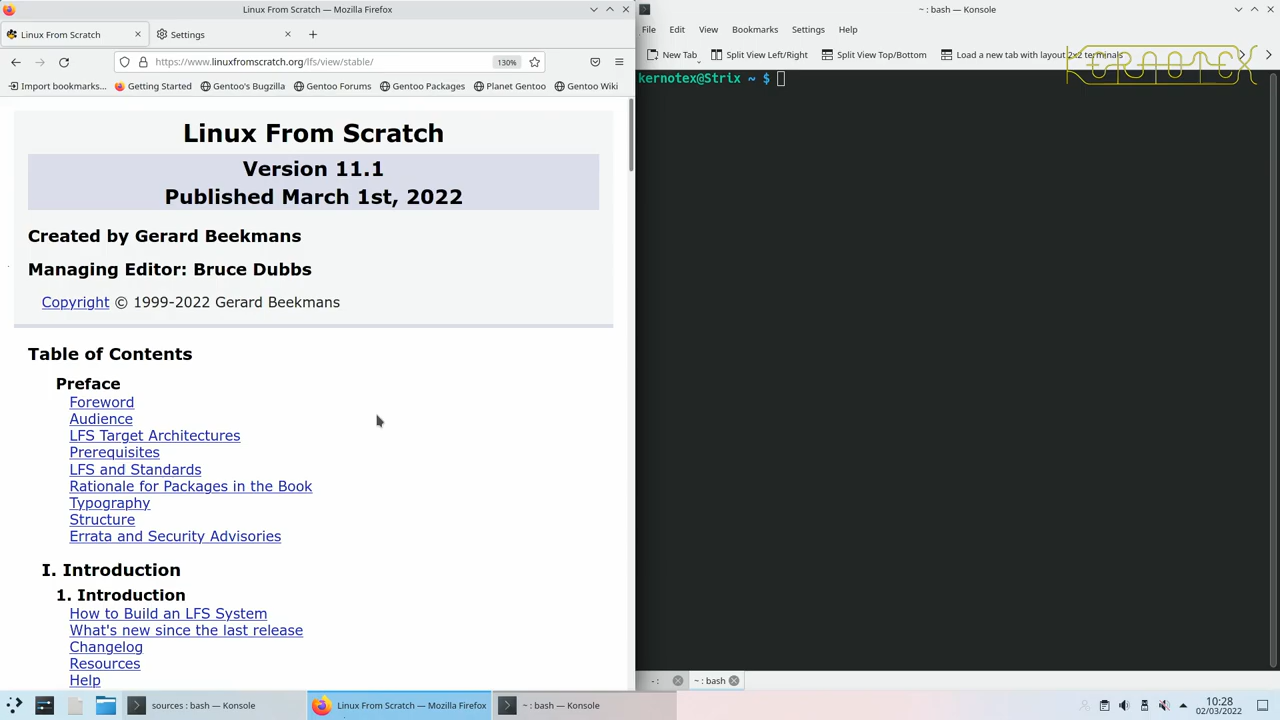 Linux From Scratch — Mozilla Firefox
~ : bash — Konsole
Linux From Scratch
Settings
File Edit View Bookmarks Settings Help
https://www.linuxfromscratch.org/lfs/view/stable/
130%
New Tab
Split View Left/Right
Split View Top/Bottom
Load a new tab with layout 2x2 terminals
KERNOTEX
Import bookmarks...
Getting Started
Gentoo's Bugzilla
Gentoo Forums
Gentoo Packages
Planet Gentoo
Gentoo Wiki
kernotex@Strix ~ $
Linux From Scratch
Version 11.1
Published March 1st, 2022
Created by Gerard Beekmans
Managing Editor: Bruce Dubbs
Copyright © 1999-2022 Gerard Beekmans
Table of Contents
Preface
Foreword
Audience
LFS Target Architectures
Prerequisites
LFS and Standards
Rationale for Packages in the Book
Typography
Structure
Errata and Security Advisories
I. Introduction
1. Introduction
How to Build an LFS System
What's new since the last release
Changelog
Resources
Help
~ :
~ : bash
sources : bash — Konsole
Linux From Scratch — Mozilla Firefox
~ : bash — Konsole
10:28
02/03/2022